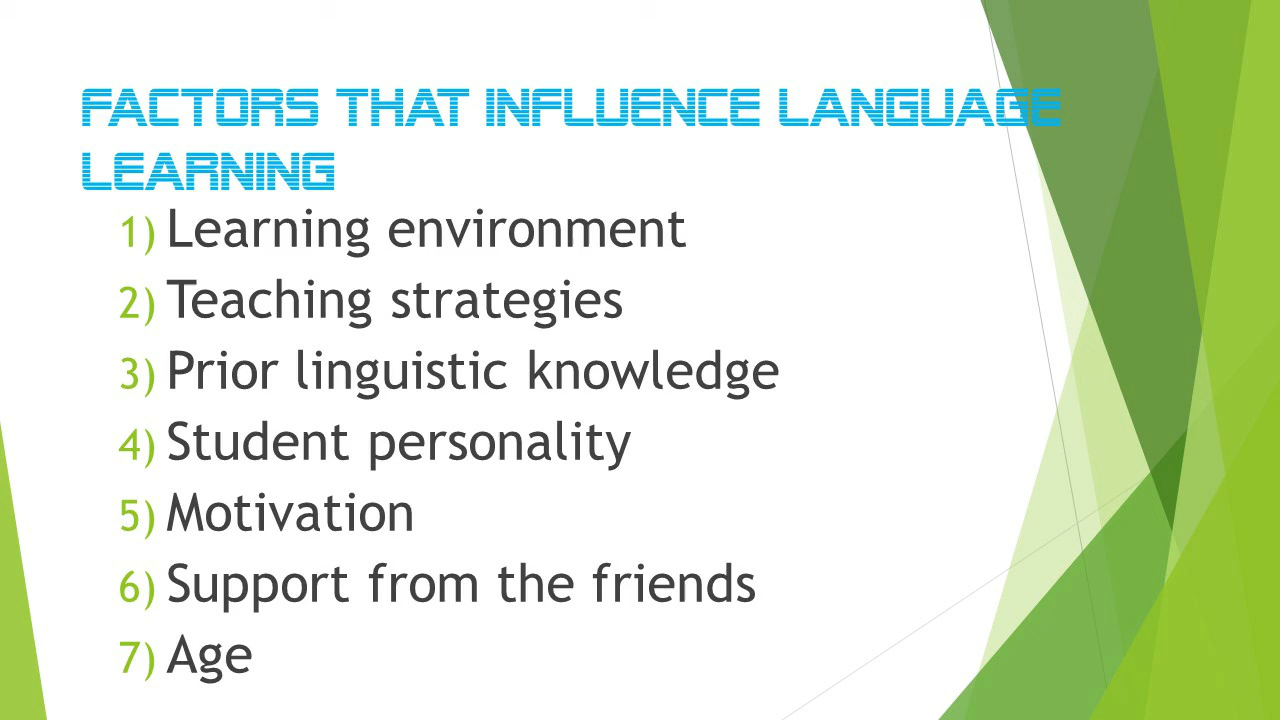 FACTORS THAT INFLUENCE LANGUAGE
LEARNING
1) Learning environment
2) Teaching strategies
3) Prior linguistic knowledge
4) Student personality
5) Motivation
6) Support from the friends
7) Age